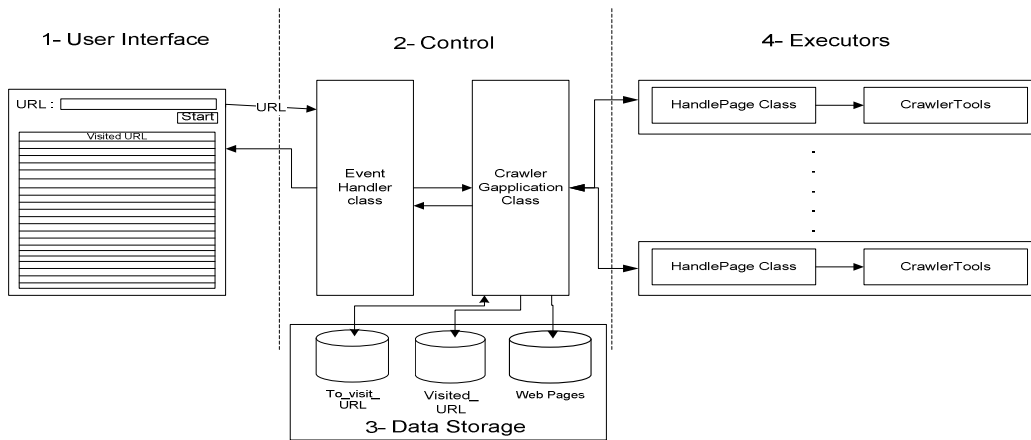 1- User Interface
2- Control
4- Executors
URL :
Start
Visited URL
URL
Event
Handler
class
Crawler
Gapplication
Class
HandlePage Class
CrawlerTools
HandlePage Class
CrawlerTools
To_visit_
URL
Visited_
URL
Web Pages
3- Data Storage